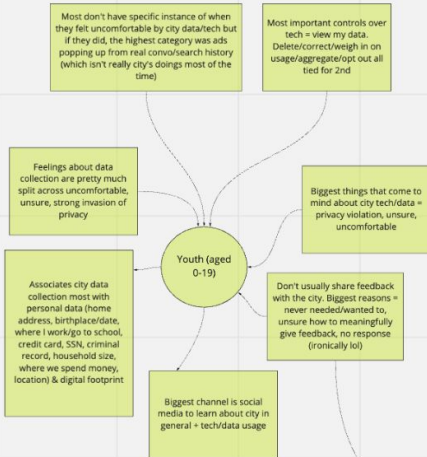 Most don't have specific instance of when
they felt uncomfortable by city data/tech but
if they did, the highest category was ads
popping up from real convo/search history
(which isn't really city's doings most of the
time)
Most important controls over
tech = view my data.
Delete/correct/weigh in on
usage/aggregate/opt out all
tied for 2nd
Feelings about data
collection are pretty much
split across uncomfortable,
unsure, strong invasion of
privacy
Biggest things that come to
mind about city tech/data =
privacy violation, unsure,
uncomfortable
Youth (aged
0-19)
Associates city data
collection most with
personal data (home
address, birthplace/date,
where I work/go to school,
credit card, SSN, criminal
record, household size,
where we spend money,
location) & digital footprint
Don't usually share feedback
with the city. Biggest reasons =
never needed/wanted to,
unsure how to meaningfully
give feedback, no response
(ironically lol)
Biggest channel is social
media to learn about city in
general + tech/data usage